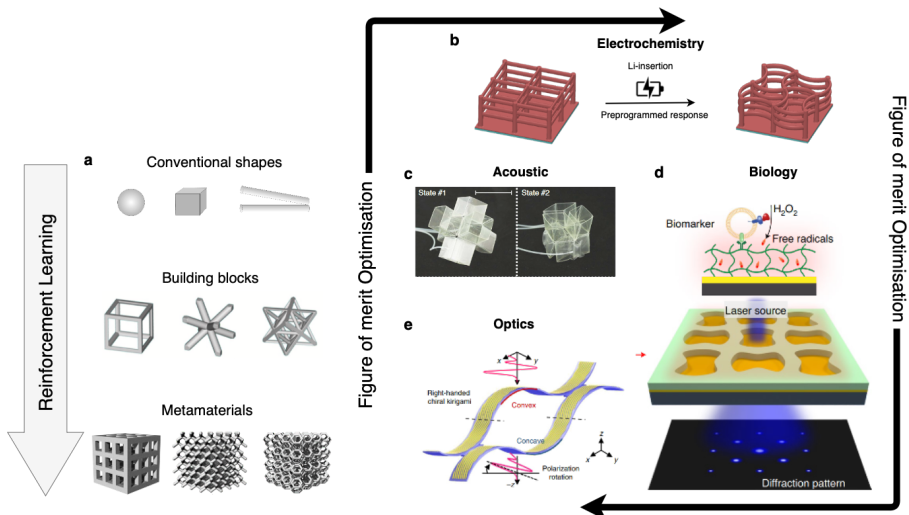 Reinforcement Learning
a
Conventional shapes
Building blocks
Metamaterials
Figure of merit Optimisation
b
Electrochemistry
Li-insertion
Preprogrammed response
c
Acoustic
State #1
State #2
d
Biology
Biomarker
H2O2
Free radicals
Laser source
Diffraction pattern
e
Optics
x
y
Right-handed
chiral kirigami
Convex
Concave
Polarization
rotation
−z
z
x
y
Figure of merit Optimisation